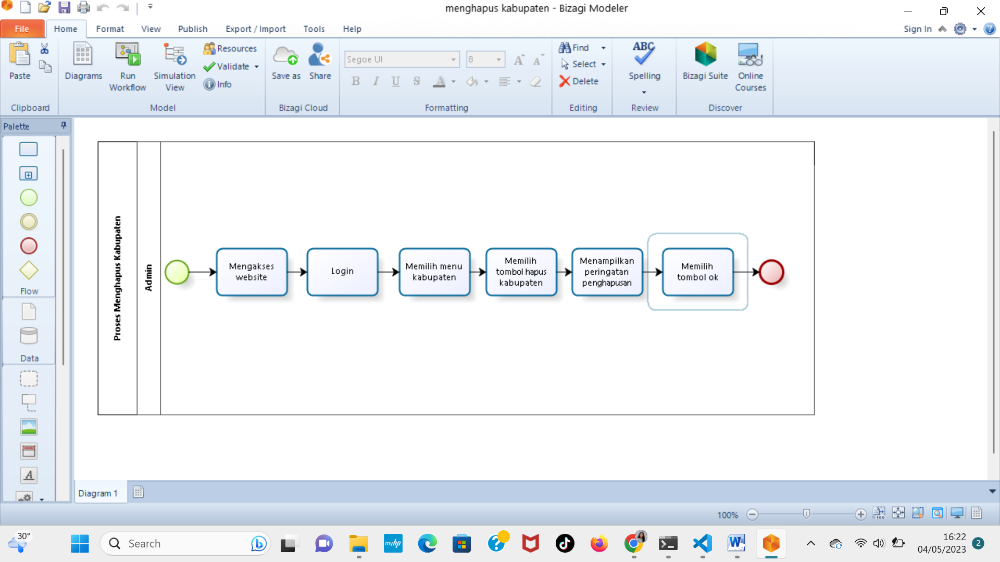 menghapus kabupaten - Bizagi Modeler
File
Home
Format
View
Publish
Export / Import
Tools
Help
Sign In
Paste
Clipboard
Diagrams
Run
Workflow
Simulation
View
Resources
Validate
Info
Model
Save as
Share
Bizagi Cloud
Segoe UI
8
A
A
B
I
U
S
A
Formatting
Find
Select
Delete
Editing
ABC
Spelling
Review
Bizagi Suite
Online
Courses
Discover
Palette
Flow
Data
A
Proses Menghapus Kabupaten
Admin
Mengakses
website
Login
Memilih menu
kabupaten
Memilih
tombol hapus
kabupaten
Menampilkan
peringatan
penghapusan
Memilih
tombol ok
Diagram 1
100%
100
30°
Search
myhp
16:22
04/05/2023
2